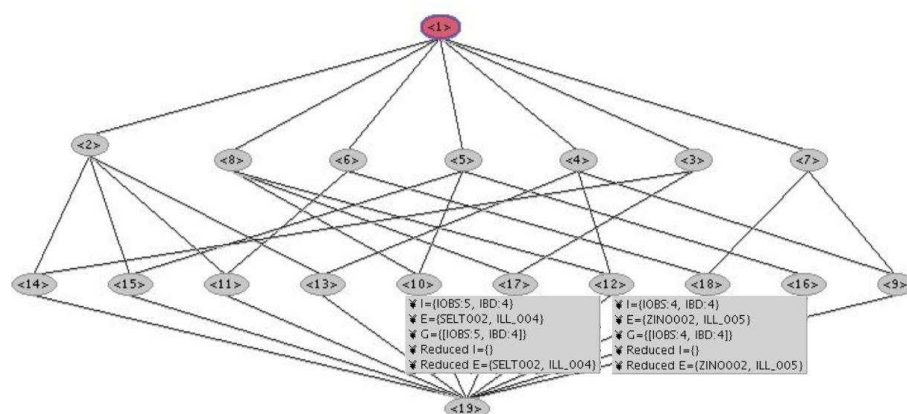 <1>
<2>
<8> <6> <5> <4> <3> <7>
<14> <15> <11> <13> <10> <17> <12> <18> <16> <9>
I={IOBS:5, IBD:4}
E={SELT002, ILL_004}
G={[IOBS:5, IBD:4]}
Reduced I={}
Reduced E={SELT002, ILL_004}
I={IOBS:4, IBD:4}
E={ZINO002, ILL_005}
G={[IOBS:4, IBD:4]}
Reduced I={}
Reduced E={ZINO002, ILL_005}
<19>